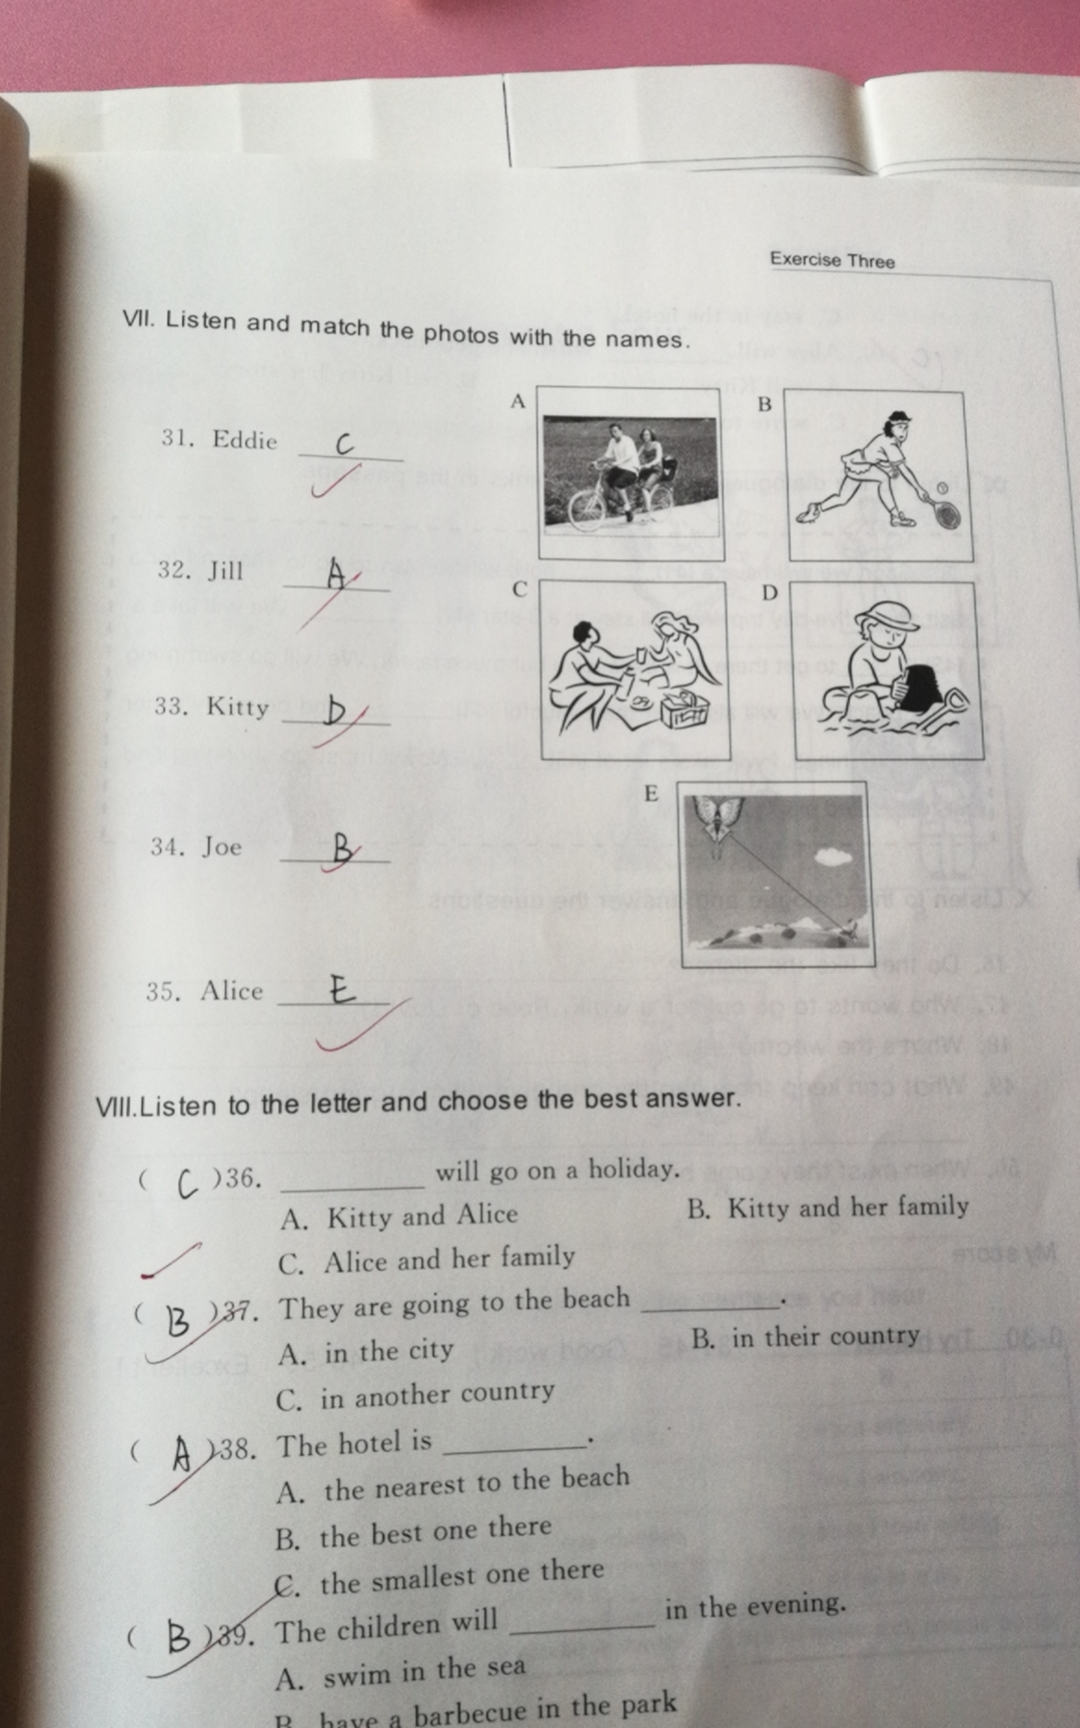 Exercise Three
VII. Listen and match the photos with the names.
A
B
31. Eddie C
32. Jill A
C
D
33. Kitty D
E
34. Joe B
35. Alice E
VIII.Listen to the letter and choose the best answer.
( C )36. ________ will go on a holiday.
A. Kitty and Alice B. Kitty and her family
C. Alice and her family
( B )37. They are going to the beach ________.
A. in the city B. in their country
C. in another country
( A )38. The hotel is ________.
A. the nearest to the beach
B. the best one there
C. the smallest one there
( B )39. The children will ________ in the evening.
A. swim in the sea
B. have a barbecue in the park